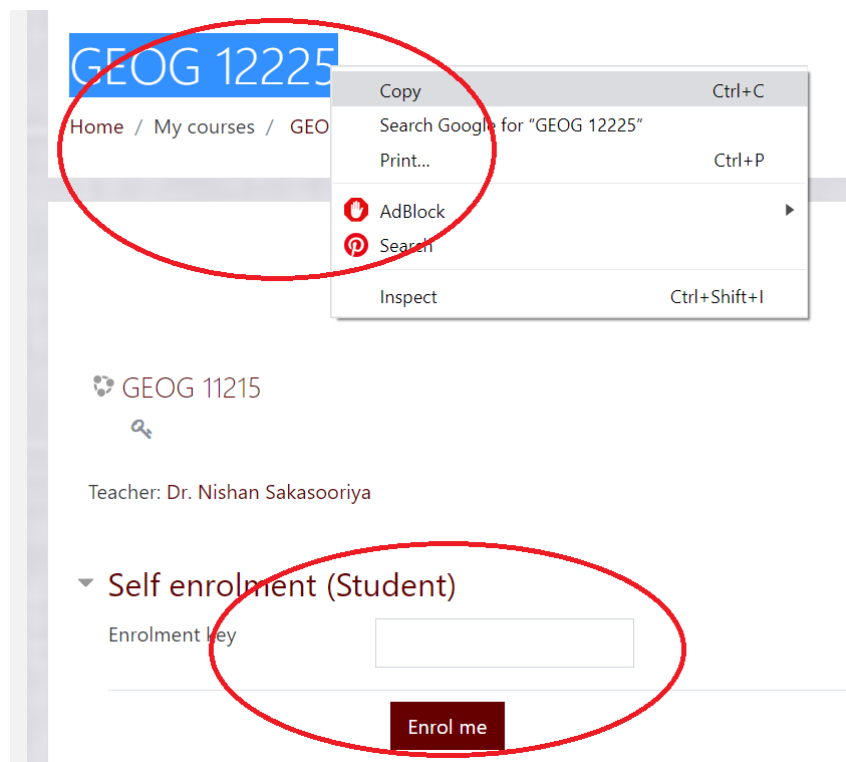 GEOG 12225
Home / My courses / GEO
Copy Ctrl+C
Search Google for “GEOG 12225”
Print... Ctrl+P
AdBlock
Search
Inspect Ctrl+Shift+I
GEOG 11215
Teacher: Dr. Nishan Sakasooriya
Self enrolment (Student)
Enrolment key
Enrol me